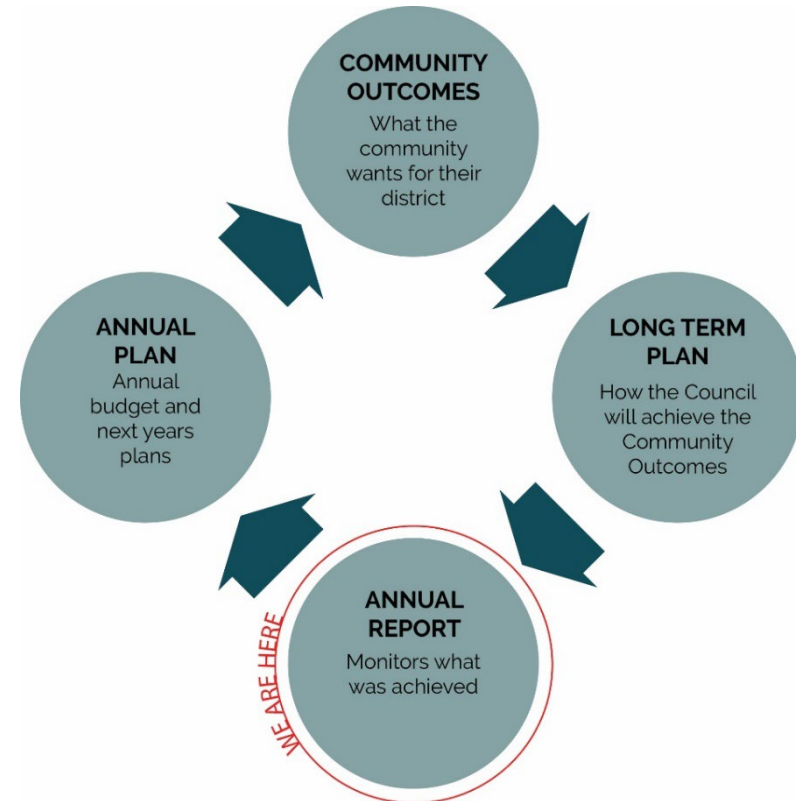 COMMUNITY
OUTCOMES
What the
community
wants for their
district
ANNUAL
PLAN
Annual
budget and
next years
plans
LONG TERM
PLAN
How the Council
will achieve the
Community
Outcomes
ANNUAL
REPORT
Monitors what
was achieved
WE ARE HERE